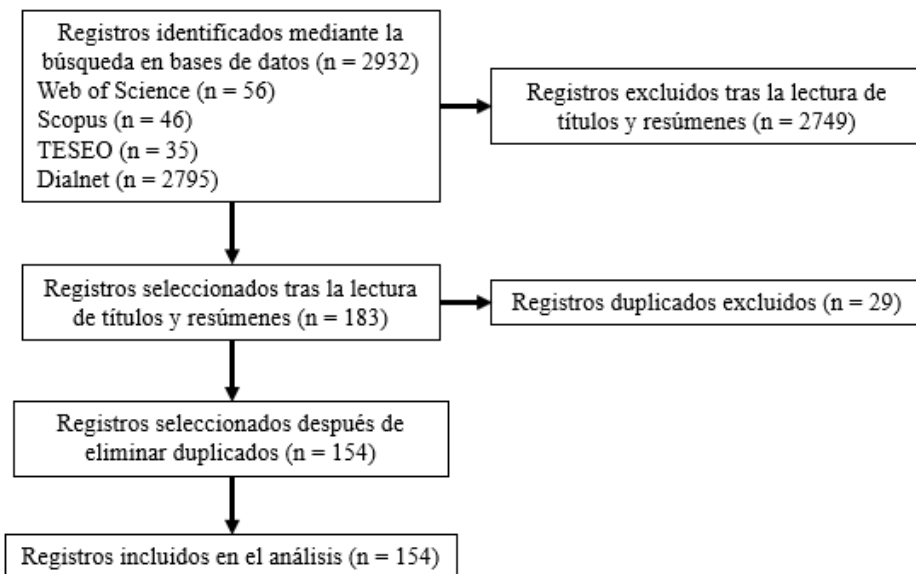 Registros identificados mediante la
búsqueda en bases de datos (n = 2932)
Web of Science (n = 56)
Scopus (n = 46)
TESEO (n = 35)
Dialnet (n = 2795)
Registros excluidos tras la lectura de
títulos y resúmenes (n = 2749)
Registros seleccionados tras la lectura
de títulos y resúmenes (n = 183)
Registros duplicados excluidos (n = 29)
Registros seleccionados después de
eliminar duplicados (n = 154)
Registros incluidos en el análisis (n = 154)